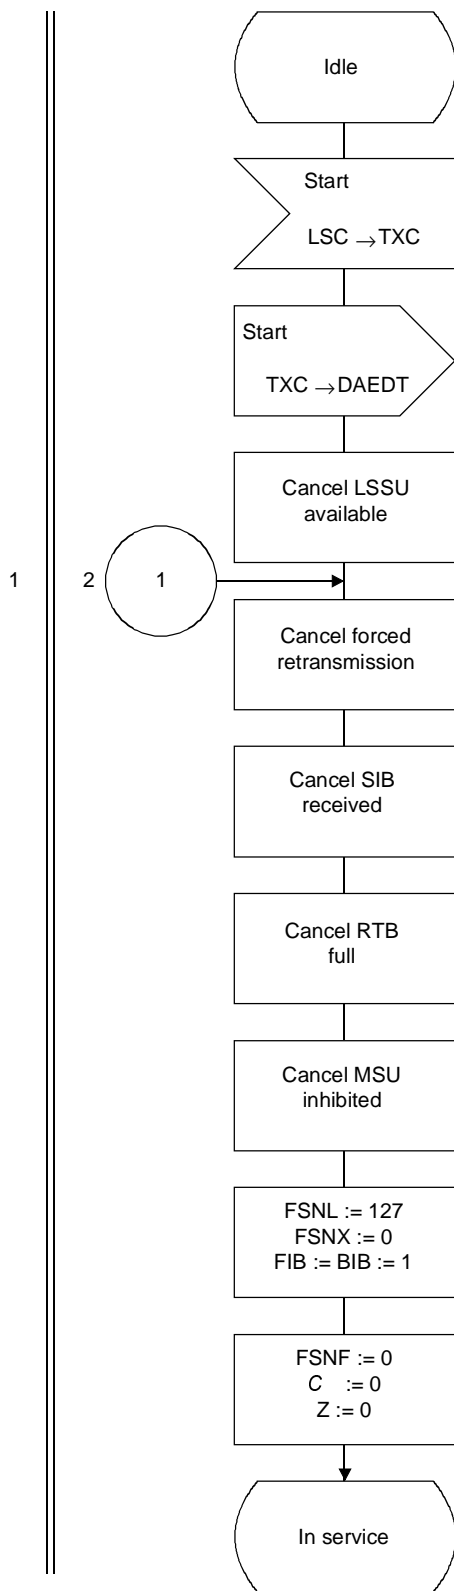 Idle
Start
LSC → TXC
Start
TXC → DAEDT
Cancel LSSU
available
1
2
1
Cancel forced
retransmission
Cancel SIB
received
Cancel RTB
full
Cancel MSU
inhibited
FSNL := 127
FSNX := 0
FIB := BIB := 1
FSNF := 0
C := 0
Z := 0
In service